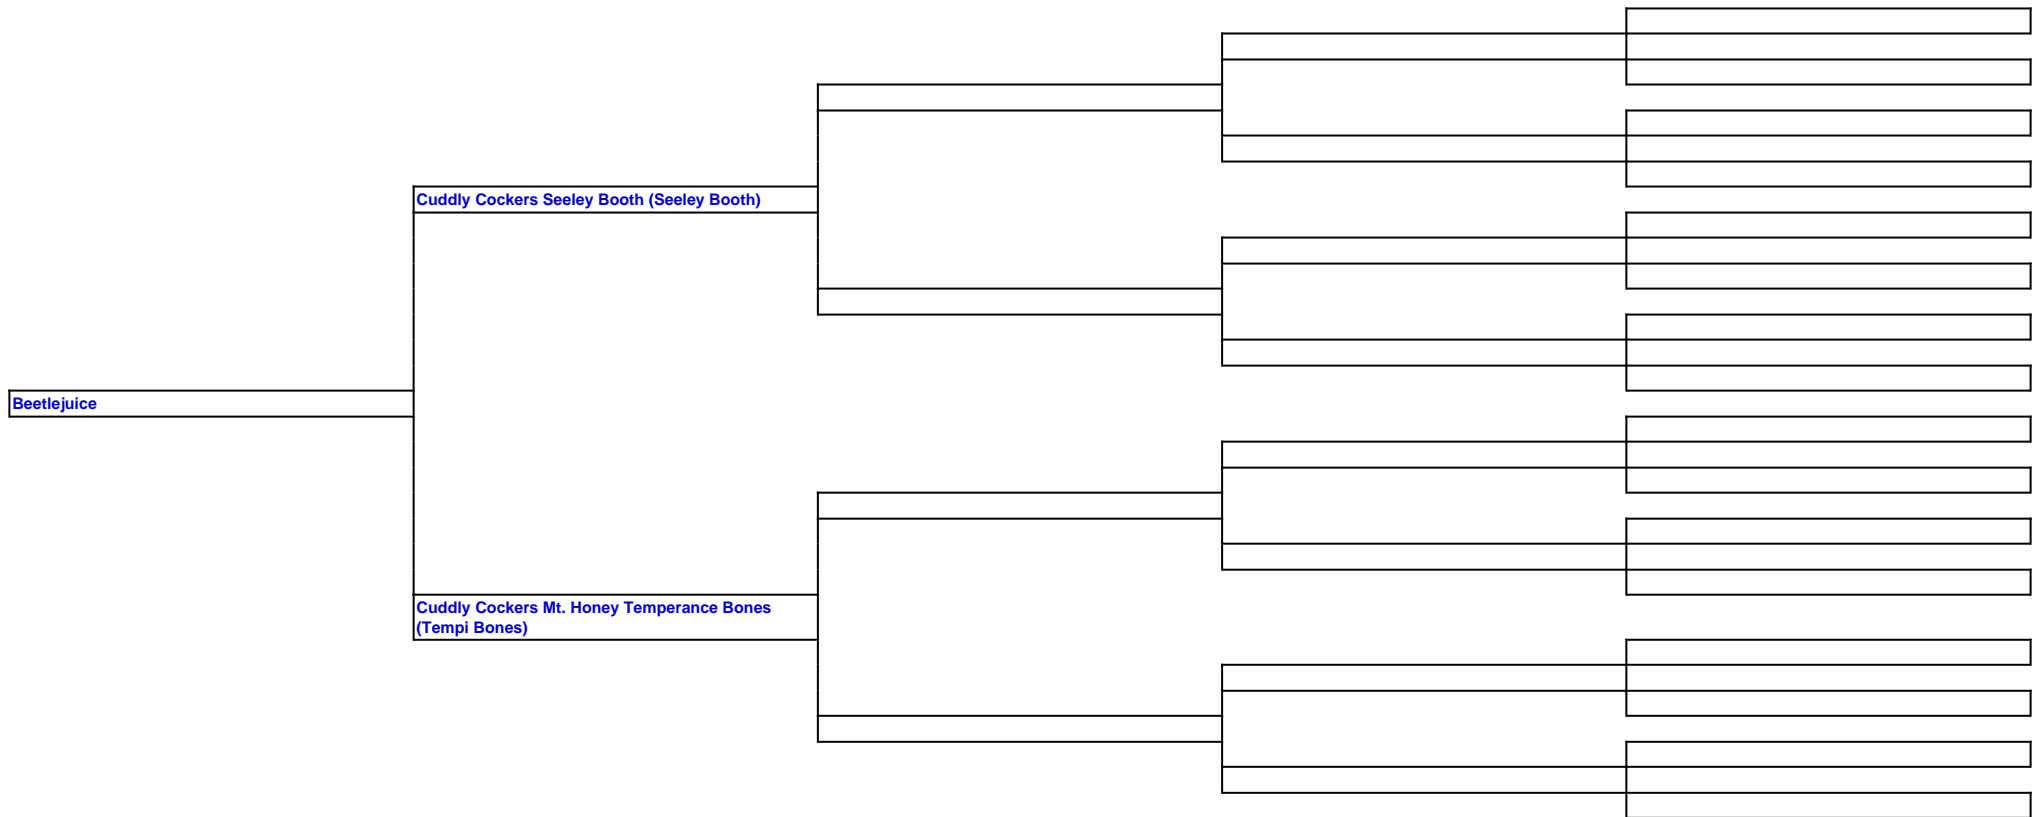 Cuddly Cockers Seeley Booth (Seeley Booth)
Beetlejuice
Cuddly Cockers Mt. Honey Temperance Bones
(Tempi Bones)